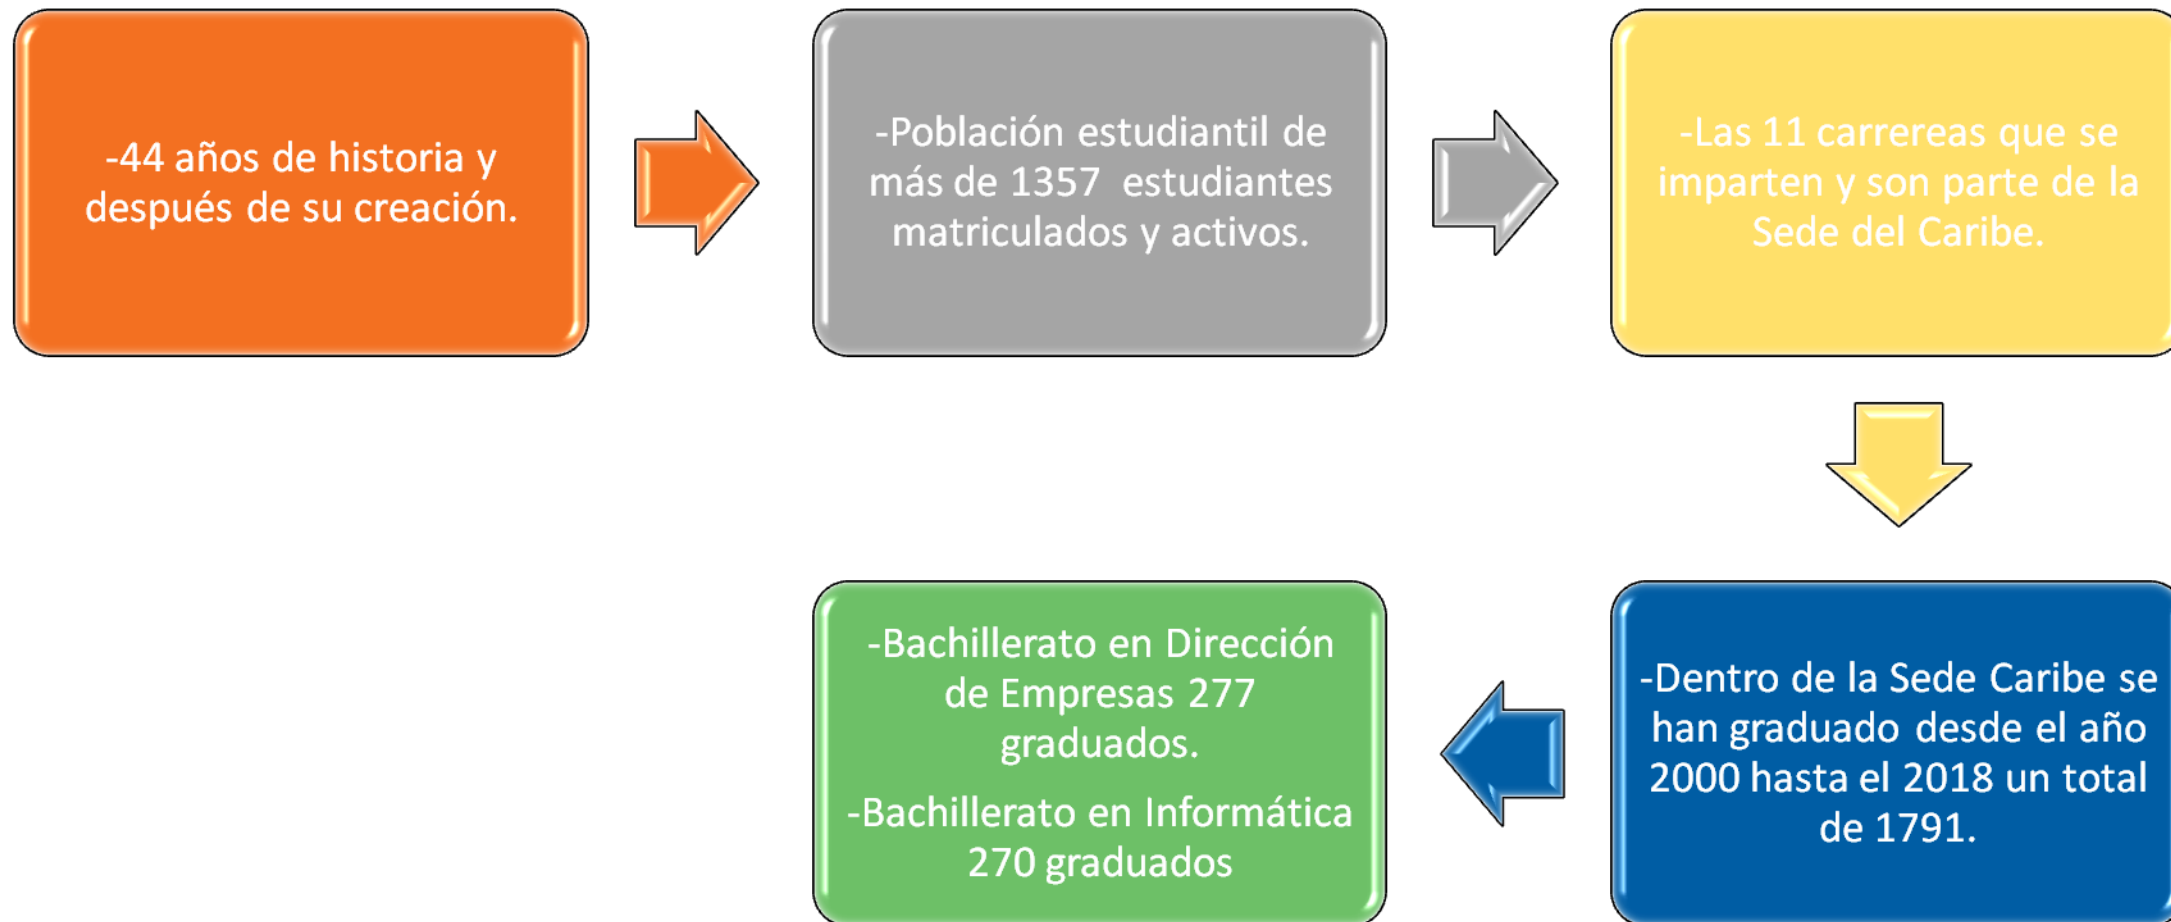 -44 años de historia y
después de su creación.
-Población estudiantil de
más de 1357  estudiantes
matriculados y activos.
-Las 11 carrereas que se
imparten y son parte de la
Sede del Caribe.
-Dentro de la Sede Caribe se
han graduado desde el año
2000 hasta el 2018 un total
de 1791.
-Bachillerato en Dirección
de Empresas 277
graduados.
-Bachillerato en Informática
270 graduados